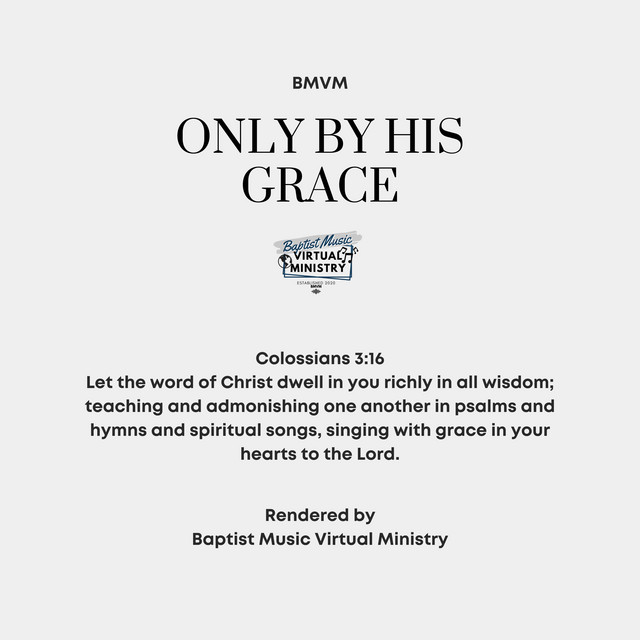 BMVM
ONLY BY HIS
GRACE
Baptist Music
VIRTUAL
MINISTRY
ESTABLISHED 2020
BMVM
Colossians 3:16
Let the word of Christ dwell in you richly in all wisdom;
teaching and admonishing one another in psalms and
hymns and spiritual songs, singing with grace in your
hearts to the Lord.
Rendered by
Baptist Music Virtual Ministry